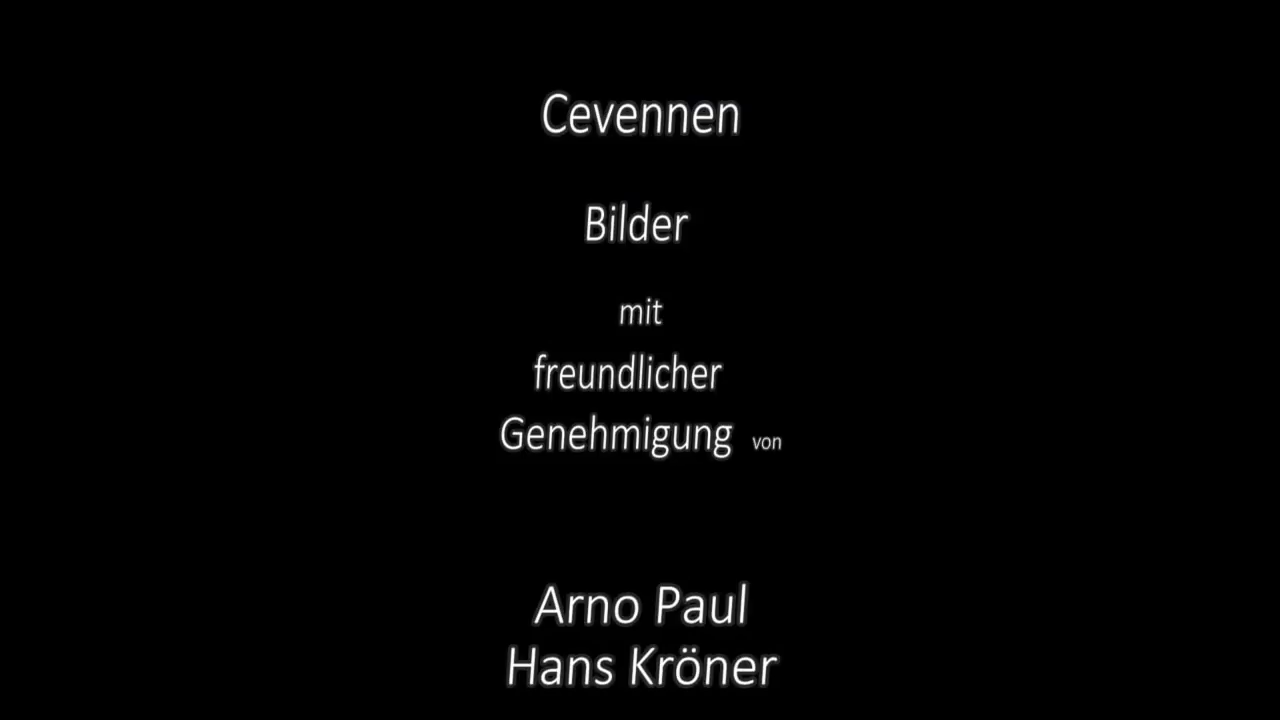 Cevennen
Bilder
mit
freundlicher
Genehmigung von
Arno Paul
Hans Kröner